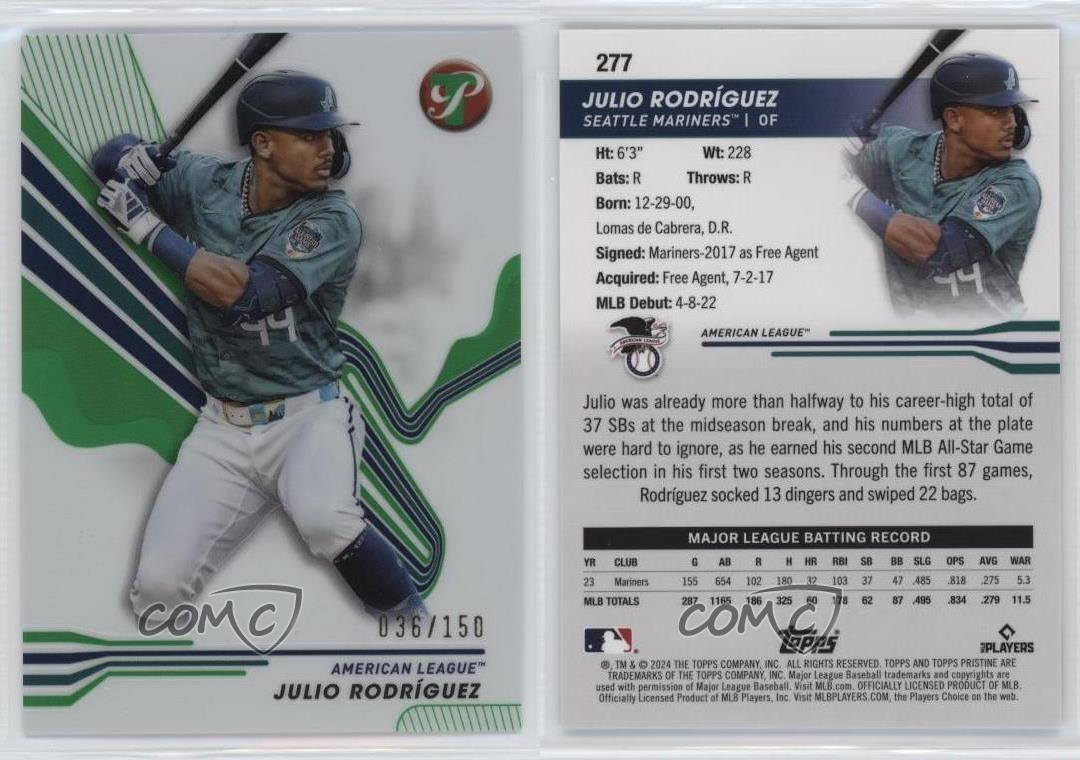 P
44
036/150
AMERICAN LEAGUE™
JULIO RODRÍGUEZ
COMC
277
JULIO RODRÍGUEZ
SEATTLE MARINERS™ | OF
44
Ht: 6'3" Wt: 228
Bats: R Throws: R
Born: 12-29-00,
Lomas de Cabrera, D.R.
Signed: Mariners-2017 as Free Agent
Acquired: Free Agent, 7-2-17
MLB Debut: 4-8-22
AMERICAN LEAGUE
AMERICAN LEAGUE™
Julio was already more than halfway to his career-high total of
37 SBs at the midseason break, and his numbers at the plate
were hard to ignore, as he earned his second MLB All-Star Game
selection in his first two seasons. Through the first 87 games,
Rodríguez socked 13 dingers and swiped 22 bags.
MAJOR LEAGUE BATTING RECORD
YR CLUB G AB R H HR RBI SB BB SLG OPS AVG WAR
23 Mariners 155 654 102 180 32 103 37 47 .485 .818 .275 5.3
MLB TOTALS 287 1165 186 325 60 178 62 87 .495 .834 .279 11.5
COMC
TOPPS
MLB PLAYERS
®, TM & © 2024 THE TOPPS COMPANY, INC. ALL RIGHTS RESERVED. TOPPS AND TOPPS PRISTINE ARE
TRADEMARKS OF THE TOPPS COMPANY, INC. Major League Baseball trademarks and copyrights are
used with permission of Major League Baseball. Visit MLB.com. OFFICIALLY LICENSED PRODUCT OF MLB.
Officially Licensed Product of MLB Players, Inc. Visit MLBPLAYERS.COM, the Players Choice on the web.